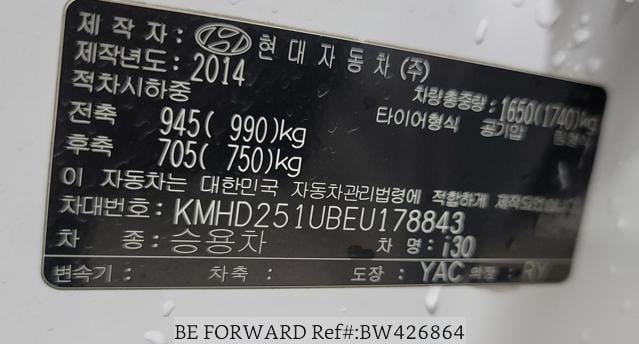 제 작 자 : 현 대 자 동 차 (주)
제작년도 : 2014
적차시하중 차량총중량 : 1650(1740)kg
전축 945( 990)kg 타이어형식 공기압
후축 705( 750)kg
이 자동차는 대한민국 자동차관리법령에 적합하게 제작되었습니다
차대번호 : KMHD251UBEU178843
차 종 : 승용차 차 명 : i30
변속기 : 차축 : 도장 : YAC 역장 : RY
BE FORWARD Ref#:BW426864